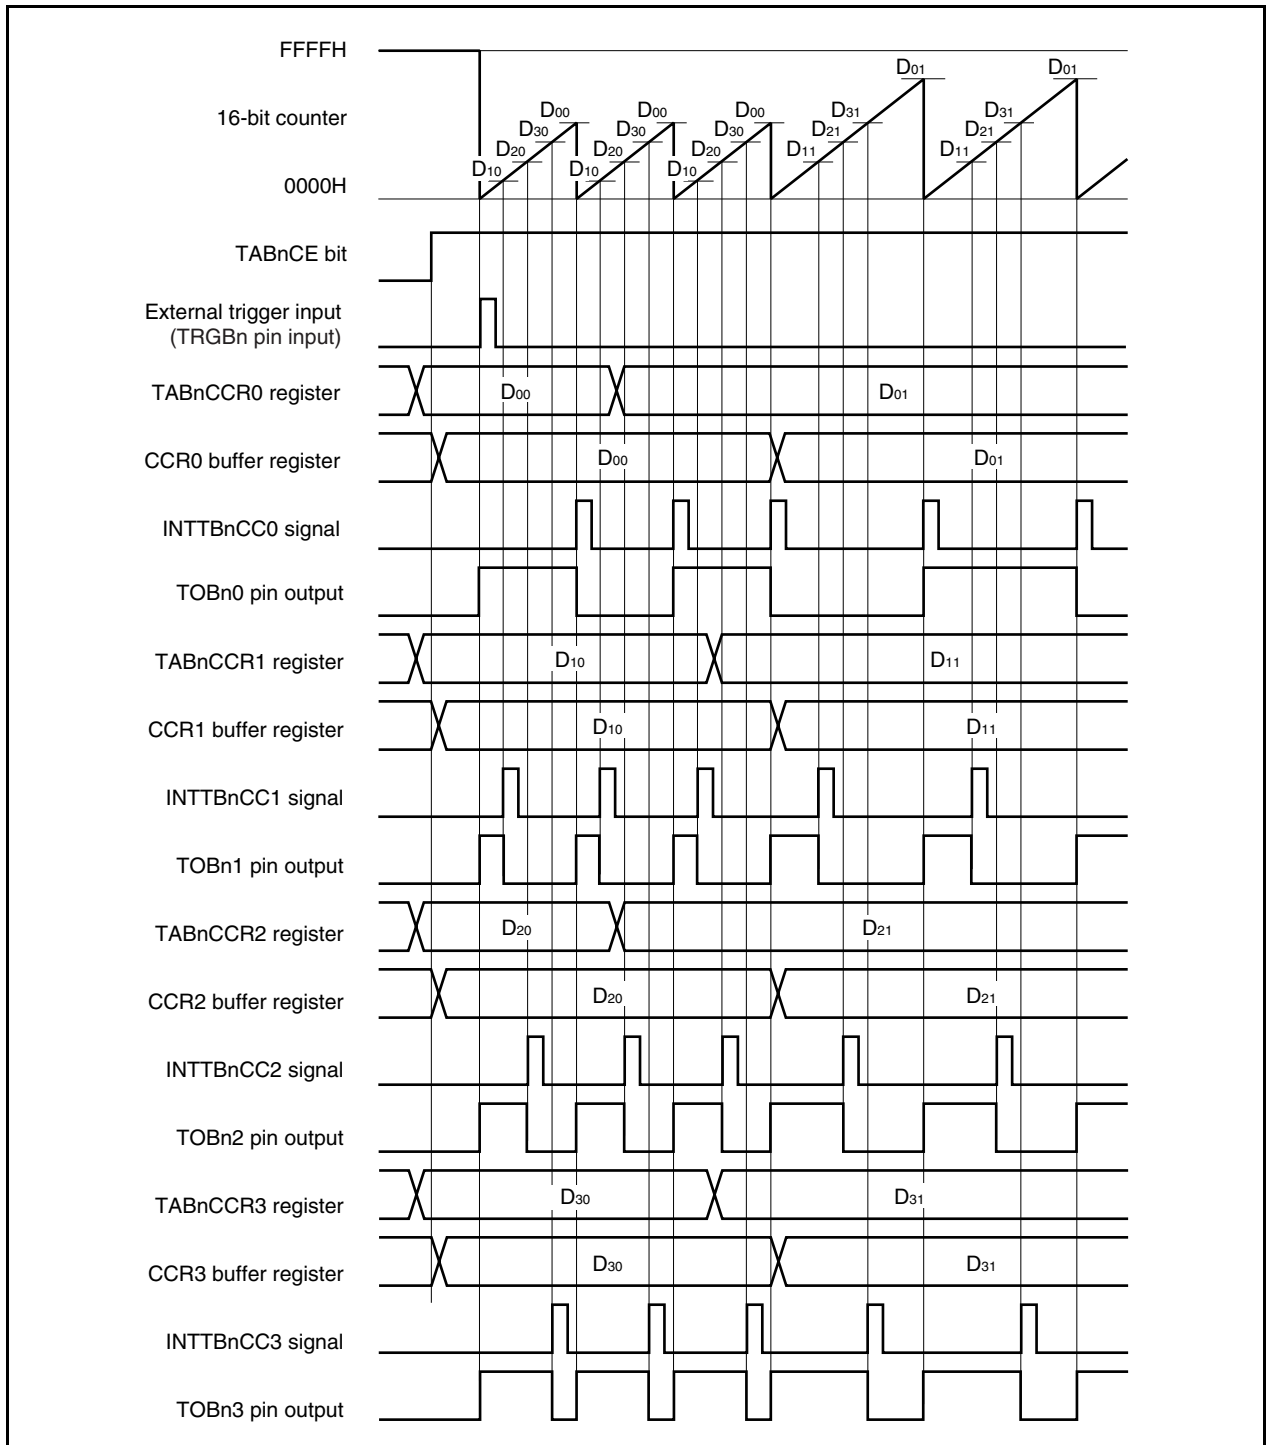 FFFFH
D01 D01
16-bit counter
D00 D00 D00 D31 D31
D30 D30 D30 D21 D21
D20 D20 D20 D11 D11
D10 D10 D10
0000H
TABnCE bit
External trigger input
(TRGBn pin input)
TABnCCR0 register D00 D01
CCR0 buffer register D00 D01
INTTBnCC0 signal
TOBn0 pin output
TABnCCR1 register D10 D11
CCR1 buffer register D10 D11
INTTBnCC1 signal
TOBn1 pin output
TABnCCR2 register D20 D21
CCR2 buffer register D20 D21
INTTBnCC2 signal
TOBn2 pin output
TABnCCR3 register D30 D31
CCR3 buffer register D30 D31
INTTBnCC3 signal
TOBn3 pin output